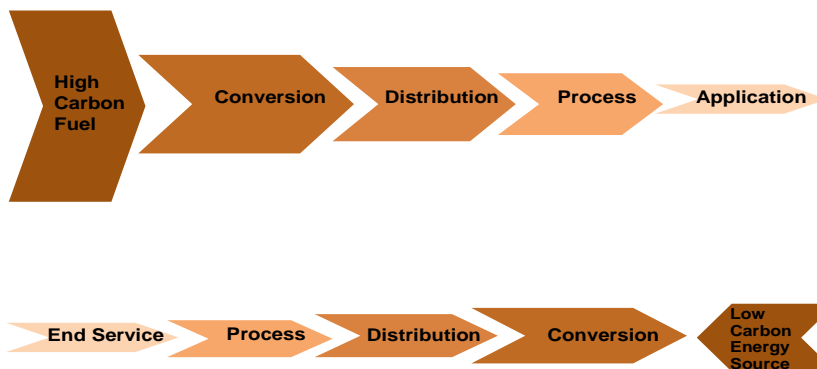 High
Carbon
Fuel
Conversion
Distribution
Process
Application
End Service
Process
Distribution
Conversion
Low
Carbon
Energy
Source